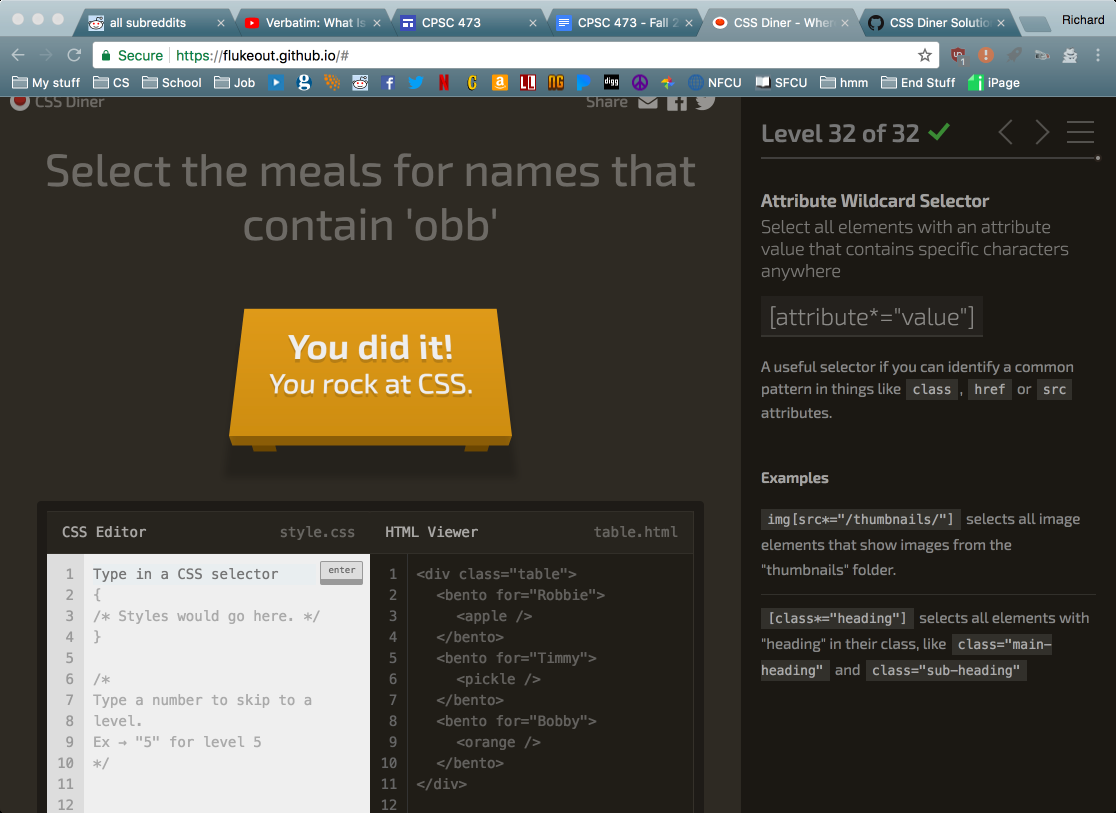 all subreddits
Verbatim: What Is
CPSC 473
CPSC 473 - Fall 2
CSS Diner - Wher
CSS Diner Solutio
Richard
Secure https://flukeout.github.io/#
My stuff CS School Job NFCU SFCU hmm End Stuff iPage
CSS Diner
Share
Select the meals for names that
contain 'obb'
You did it!
You rock at CSS.
CSS Editor style.css
1 Type in a CSS selector enter
2 {
3 /* Styles would go here. */
4 }
5
6 /*
7 Type a number to skip to a
8 level.
9 Ex → "5" for level 5
10 */
11
12
HTML Viewer table.html
1 <div class="table">
2 <bento for="Robbie">
3 <apple />
4 </bento>
5 <bento for="Timmy">
6 <pickle />
7 </bento>
8 <bento for="Bobby">
9 <orange />
10 </bento>
11 </div>
12
Level 32 of 32
Attribute Wildcard Selector
Select all elements with an attribute
value that contains specific characters
anywhere
[attribute*="value"]
A useful selector if you can identify a common
pattern in things like class , href or src
attributes.
Examples
img[src*="/thumbnails/"] selects all image
elements that show images from the
"thumbnails" folder.
[class*="heading"] selects all elements with
"heading" in their class, like class="main-
heading" and class="sub-heading"